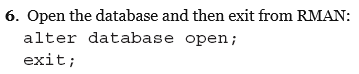 6. Open the database and then exit from RMAN:
alter database open;
exit;